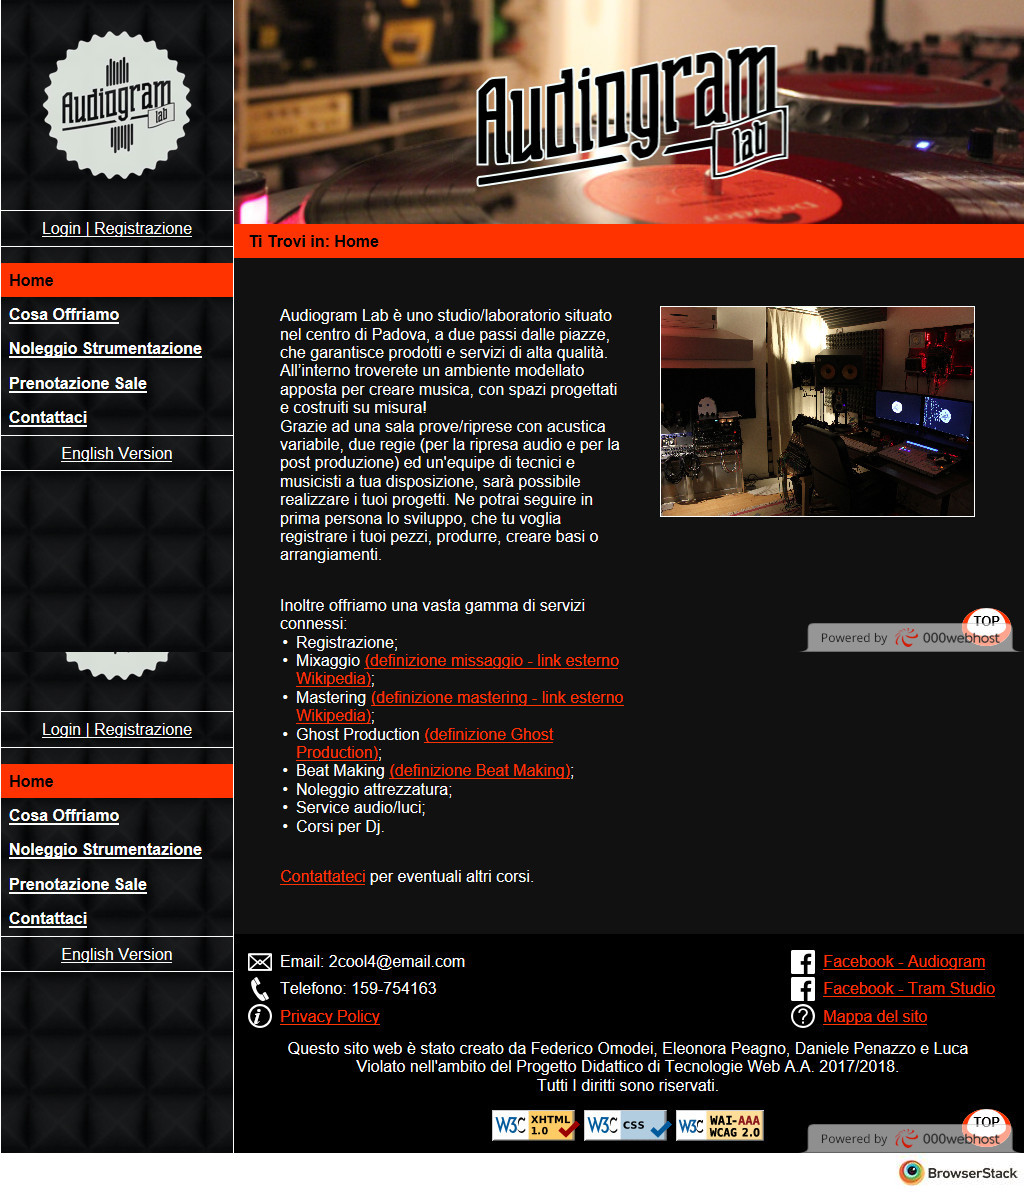 Audiogram
lab
Login | Registrazione
Home
Cosa Offriamo
Noleggio Strumentazione
Prenotazione Sale
Contattaci
English Version
Audiogram
lab
Ti Trovi in: Home
Audiogram Lab è uno studio/laboratorio situato
nel centro di Padova, a due passi dalle piazze,
che garantisce prodotti e servizi di alta qualità.
All'interno troverete un ambiente modellato
apposta per creare musica, con spazi progettati
e costruiti su misura!
Grazie ad una sala prove/riprese con acustica
variabile, due regie (per la ripresa audio e per la
post produzione) ed un'equipe di tecnici e
musicisti a tua disposizione, sarà possibile
realizzare i tuoi progetti. Ne potrai seguire in
prima persona lo sviluppo, che tu voglia
registrare i tuoi pezzi, produrre, creare basi o
arrangiamenti.
Inoltre offriamo una vasta gamma di servizi
connessi:
• Registrazione;
• Mixaggio (definizione missaggio - link esterno
Wikipedia);
• Mastering (definizione mastering - link esterno
Wikipedia);
• Ghost Production (definizione Ghost
Production);
• Beat Making (definizione Beat Making);
• Noleggio attrezzatura;
• Service audio/luci;
• Corsi per Dj.
Contattateci per eventuali altri corsi.
TOP
Powered by 000webhost
Login | Registrazione
Home
Cosa Offriamo
Noleggio Strumentazione
Prenotazione Sale
Contattaci
English Version
Email: 2cool4@email.com
Telefono: 159-754163
Privacy Policy
Facebook - Audiogram
Facebook - Tram Studio
Mappa del sito
Questo sito web è stato creato da Federico Omodei, Eleonora Peagno, Daniele Penazzo e Luca
Violato nell'ambito del Progetto Didattico di Tecnologie Web A.A. 2017/2018.
Tutti I diritti sono riservati.
W3C XHTML 1.0
W3C CSS
W3C WAI-AAA WCAG 2.0
TOP
Powered by 000webhost
BrowserStack